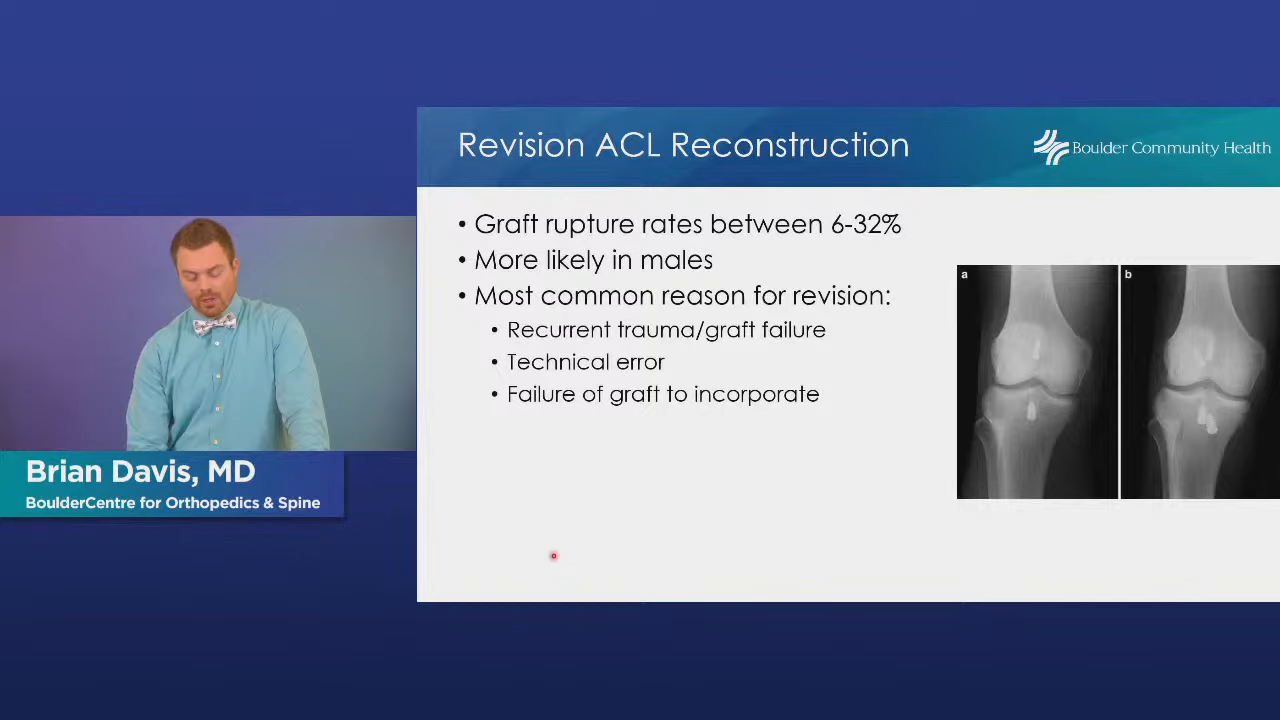 Revision ACL Reconstruction
Boulder Community Health
• Graft rupture rates between 6-32%
• More likely in males
• Most common reason for revision:
• Recurrent trauma/graft failure
• Technical error
• Failure of graft to incorporate
a
b
Brian Davis, MD
BoulderCentre for Orthopedics & Spine